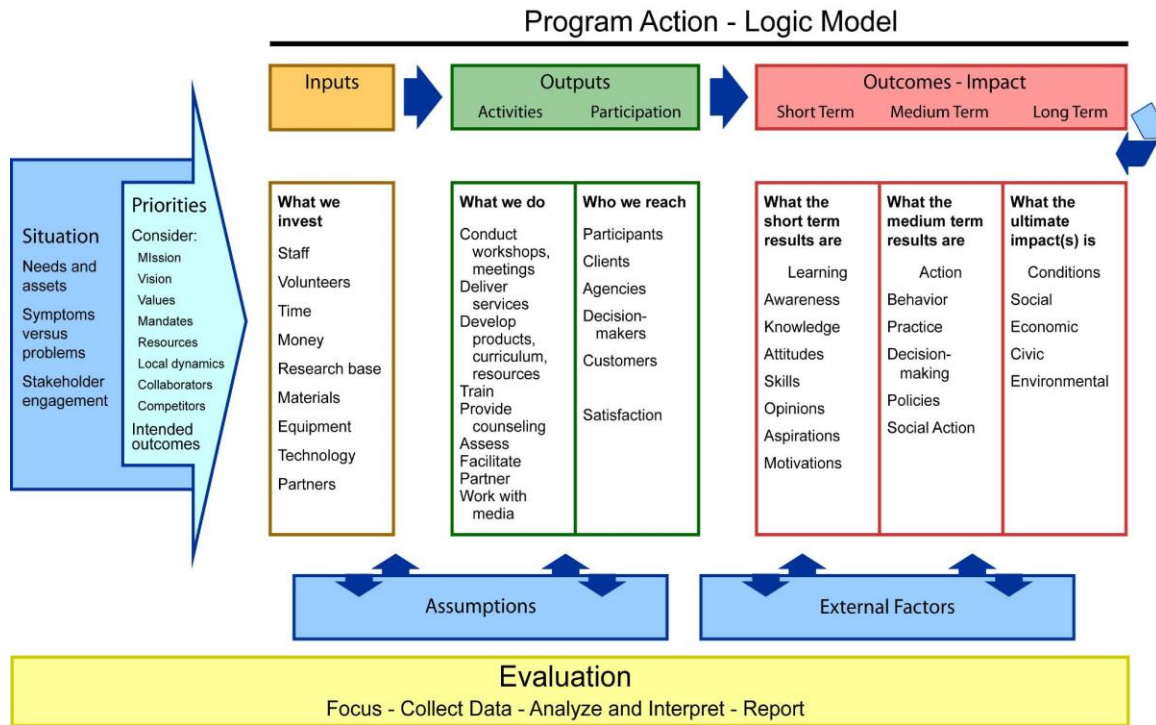 Program Action - Logic Model
Inputs
Outputs
Activities Participation
Outcomes - Impact
Short Term Medium Term Long Term
Situation
Needs and
assets
Symptoms
versus
problems
Stakeholder
engagement
Priorities
Consider:
MIssion
Vision
Values
Mandates
Resources
Local dynamics
Collaborators
Competitors
Intended
outcomes
What we
invest
Staff
Volunteers
Time
Money
Research base
Materials
Equipment
Technology
Partners
What we do
Conduct
workshops,
meetings
Deliver
services
Develop
products,
curriculum,
resources
Train
Provide
counseling
Assess
Facilitate
Partner
Work with
media
Who we reach
Participants
Clients
Agencies
Decision-
makers
Customers
Satisfaction
What the
short term
results are
Learning
Awareness
Knowledge
Attitudes
Skills
Opinions
Aspirations
Motivations
What the
medium term
results are
Action
Behavior
Practice
Decision-
making
Policies
Social Action
What the
ultimate
impact(s) is
Conditions
Social
Economic
Civic
Environmental
Assumptions
External Factors
Evaluation
Focus - Collect Data - Analyze and Interpret - Report